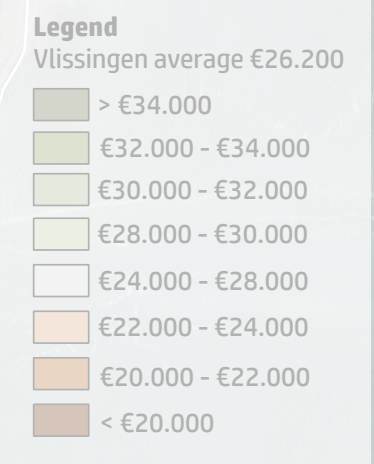 Legend
Vlissingen average €26.200
> €34.000
€32.000 - €34.000
€30.000 - €32.000
€28.000 - €30.000
€24.000 - €28.000
€22.000 - €24.000
€20.000 - €22.000
< €20.000